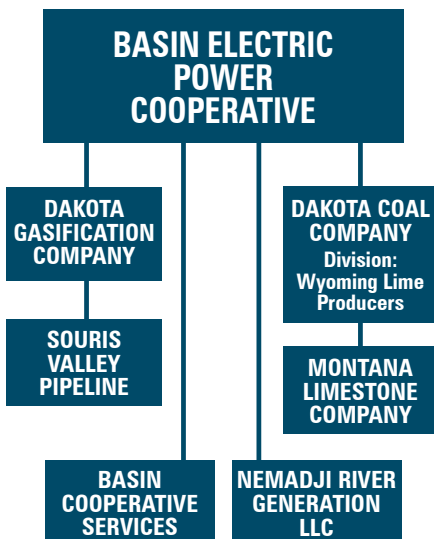 BASIN ELECTRIC
POWER
COOPERATIVE
DAKOTA
GASIFICATION
COMPANY
DAKOTA COAL
COMPANY
Division:
Wyoming Lime
Producers
SOURIS
VALLEY
PIPELINE
MONTANA
LIMESTONE
COMPANY
BASIN
COOPERATIVE
SERVICES
NEMADJI RIVER
GENERATION
LLC